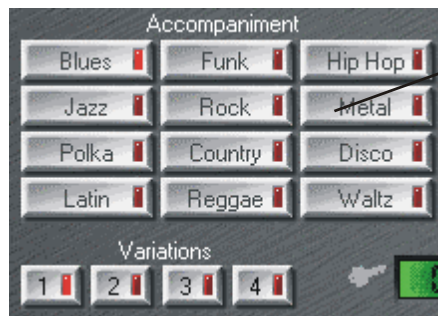 Accompaniment
Blues Funk Hip Hop
Jazz Rock Metal
Polka Country Disco
Latin Reggae Waltz
Variations
1 2 3 4